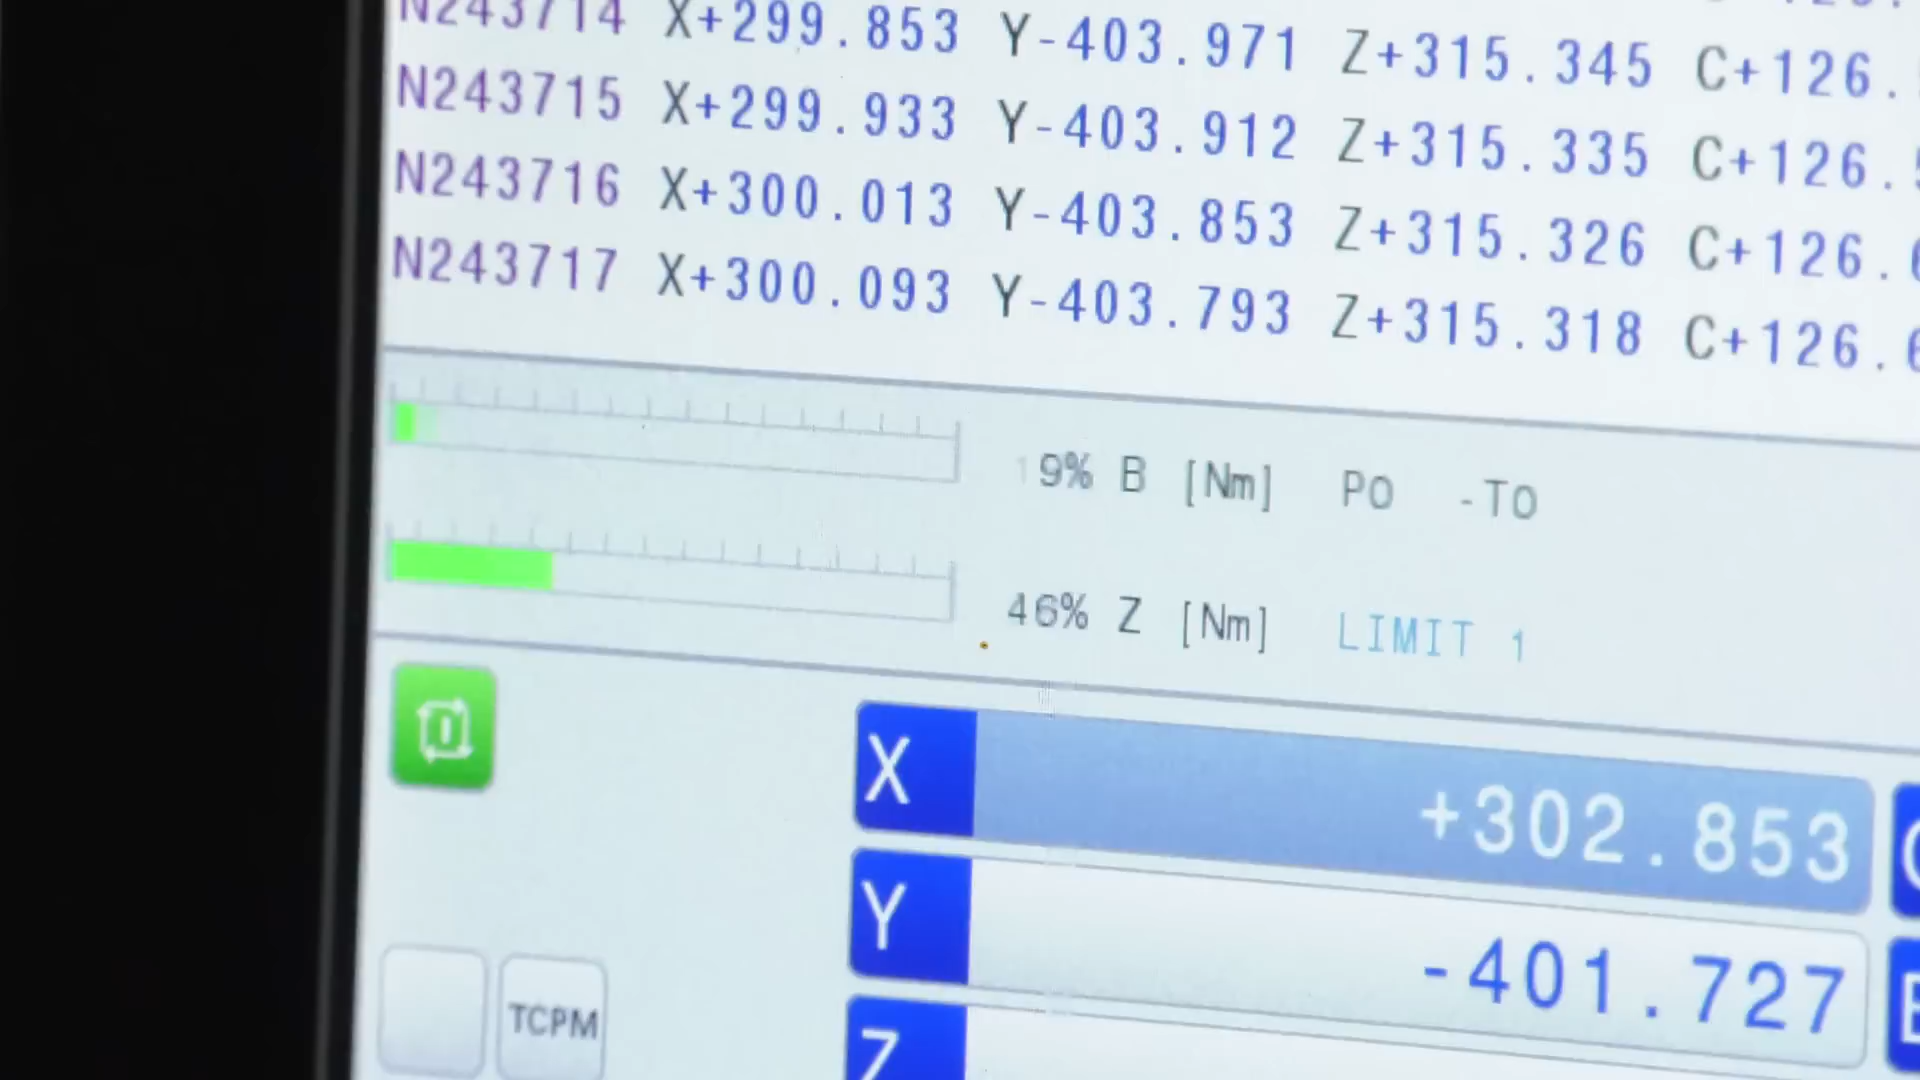 N243714 X+299.853 Y-403.971 Z+315.345 C+126.
N243715 X+299.933 Y-403.912 Z+315.335 C+126.
N243716 X+300.013 Y-403.853 Z+315.326 C+126.
N243717 X+300.093 Y-403.793 Z+315.318 C+126.
9% B [Nm] P0 -T0
46% Z [Nm] LIMIT 1
X +302.853
Y -401.727
Z
TCPM